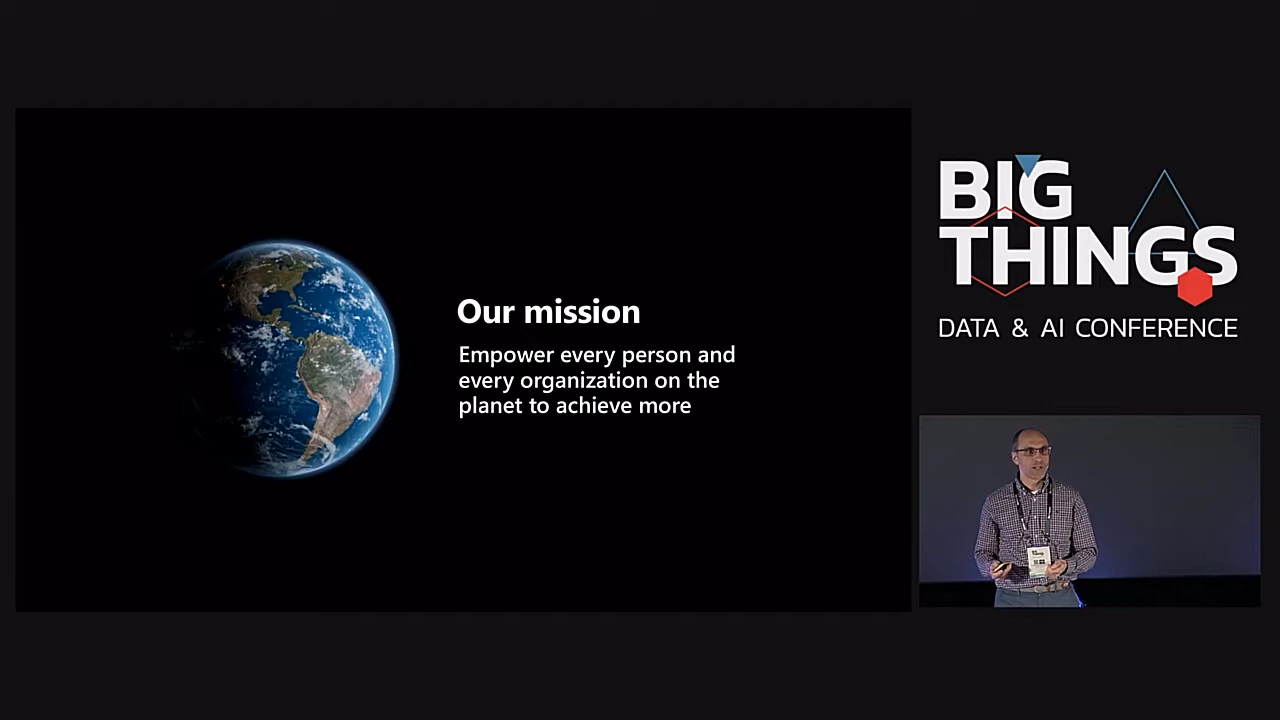 Our mission
Empower every person and
every organization on the
planet to achieve more
BIG
THINGS
DATA & AI CONFERENCE